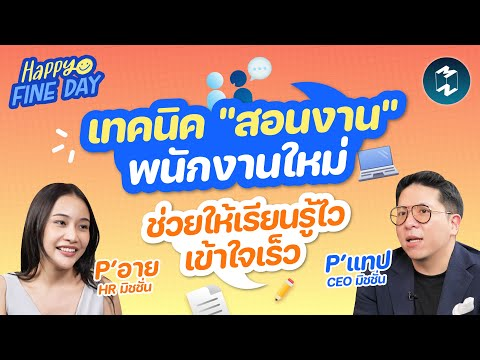 Happy
FINE DAY
เทคนิค "สอนงาน"
พนักงานใหม่
ช่วยให้เรียนรู้ไว
เข้าใจเร็ว
P'อาย
HR มิชชั่น
P'แทป
CEO มิชชั่น